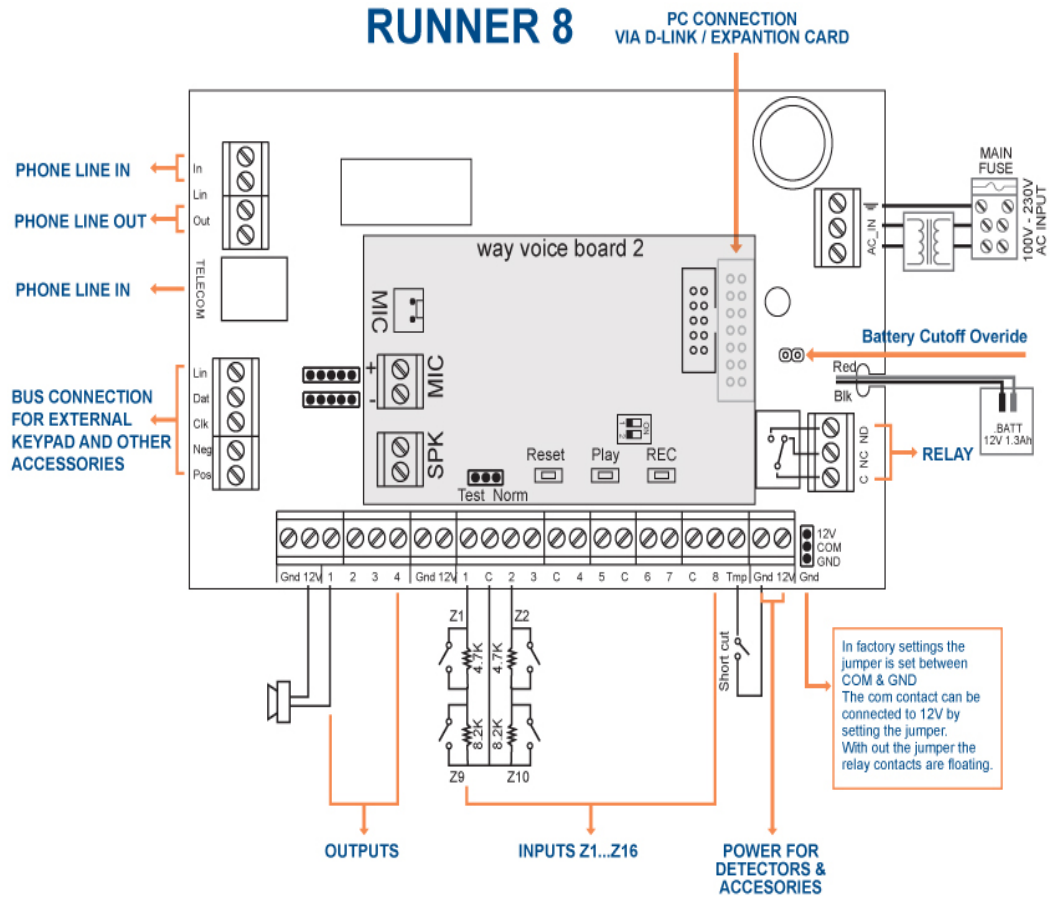 RUNNER 8
PC CONNECTION
VIA D-LINK / EXPANTION CARD
PHONE LINE IN
In
Lin
PHONE LINE OUT
Out
PHONE LINE IN
TELECOM
BUS CONNECTION
FOR EXTERNAL
KEYPAD AND OTHER
ACCESSORIES
Lin
Dat
Clk
Neg
Pos
way voice board 2
MIC
+
MIC
-
SPK
ON
1
2
Reset
Play
REC
Test Norm
MAIN
FUSE
AC_IN
100V - 230V
AC INPUT
Battery Cutoff Overide
Red
Blk
.BATT
12V 1.3Ah
C NC ND
RELAY
12V
COM
GND
Gnd 12V 1 2 3 4 Gnd 12V 1 C 2 3 C 4 5 C 6 7 C 8 Tmp Gnd 12V Gnd
Z1
Z2
4.7K
4.7K
8.2K
8.2K
Z9
Z10
Short cut
In factory settings the
jumper is set between
COM & GND
The com contact can be
connected to 12V by
setting the jumper.
With out the jumper the
relay contacts are floating.
OUTPUTS
INPUTS Z1...Z16
POWER FOR
DETECTORS &
ACCESORIES